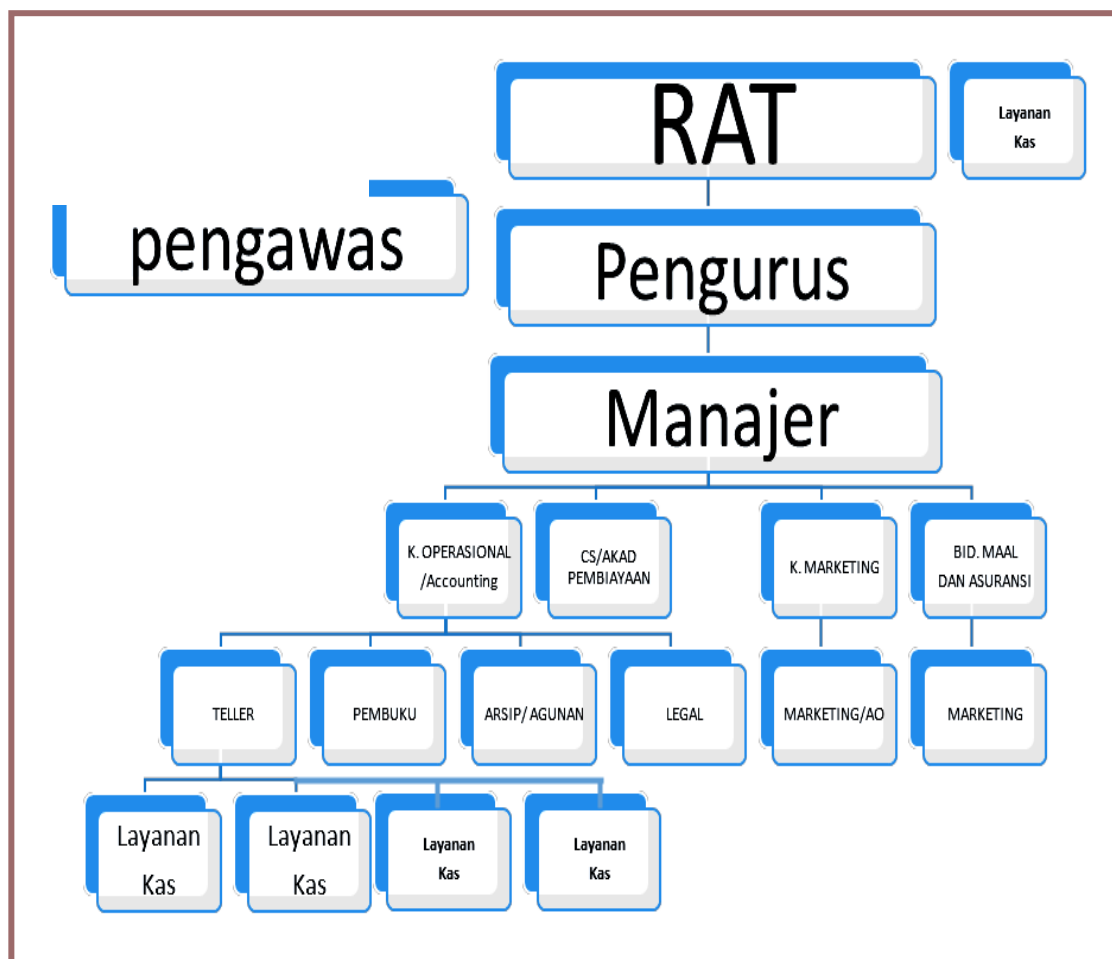 RAT
Layanan
Kas
pengawas
Pengurus
Manajer
K. OPERASIONAL
/Accounting
CS/AKAD
PEMBIAYAAN
K. MARKETING
BID. MAAL
DAN ASURANSI
TELLER
PEMBUKU
ARSIP/ AGUNAN
LEGAL
MARKETING/AO
MARKETING
Layanan
Kas
Layanan
Kas
Layanan
Kas
Layanan
Kas